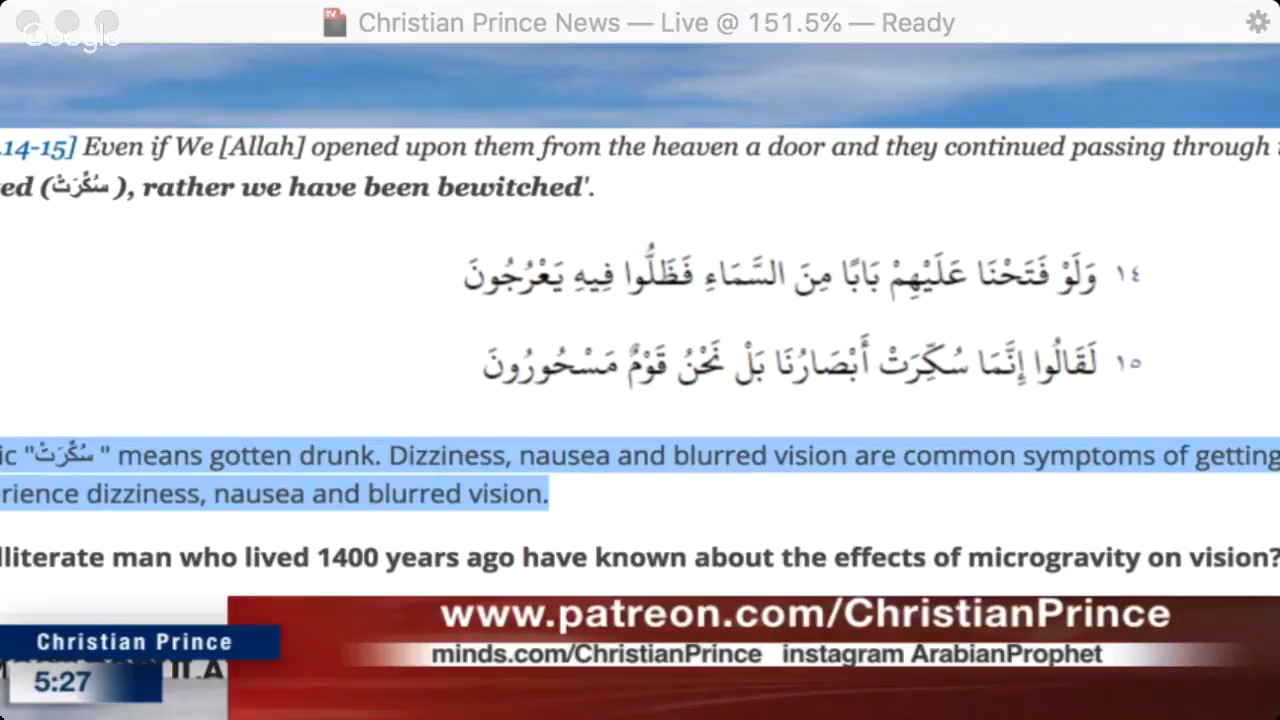 Christian Prince News — Live @ 151.5% — Ready
Google
.14-15] Even if We [Allah] opened upon them from the heaven a door and they continued passing through
ed (سُكِّرَتْ), rather we have been bewitched'.
١٤ وَلَوْ فَتَحْنَا عَلَيْهِمْ بَابًا مِنَ السَّمَاءِ فَظَلُّوا فِيهِ يَعْرُجُونَ
١٥ لَقَالُوا إِنَّمَا سُكِّرَتْ أَبْصَارُنَا بَلْ نَحْنُ قَوْمٌ مَسْحُورُونَ
ic "سُكِّرَتْ " means gotten drunk. Dizziness, nausea and blurred vision are common symptoms of getting
rience dizziness, nausea and blurred vision.
lliterate man who lived 1400 years ago have known about the effects of microgravity on vision?
www.patreon.com/ChristianPrince
Christian Prince
minds.com/ChristianPrince instagram ArabianProphet
5:27